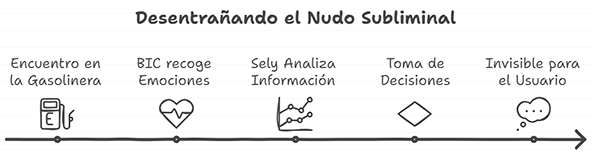 Desentrañando el Nudo Subliminal
Encuentro en
la Gasolinera
BIC recoge
Emociones
Sely Analiza
Información
Toma de
Decisiones
Invisible para
el Usuario
E